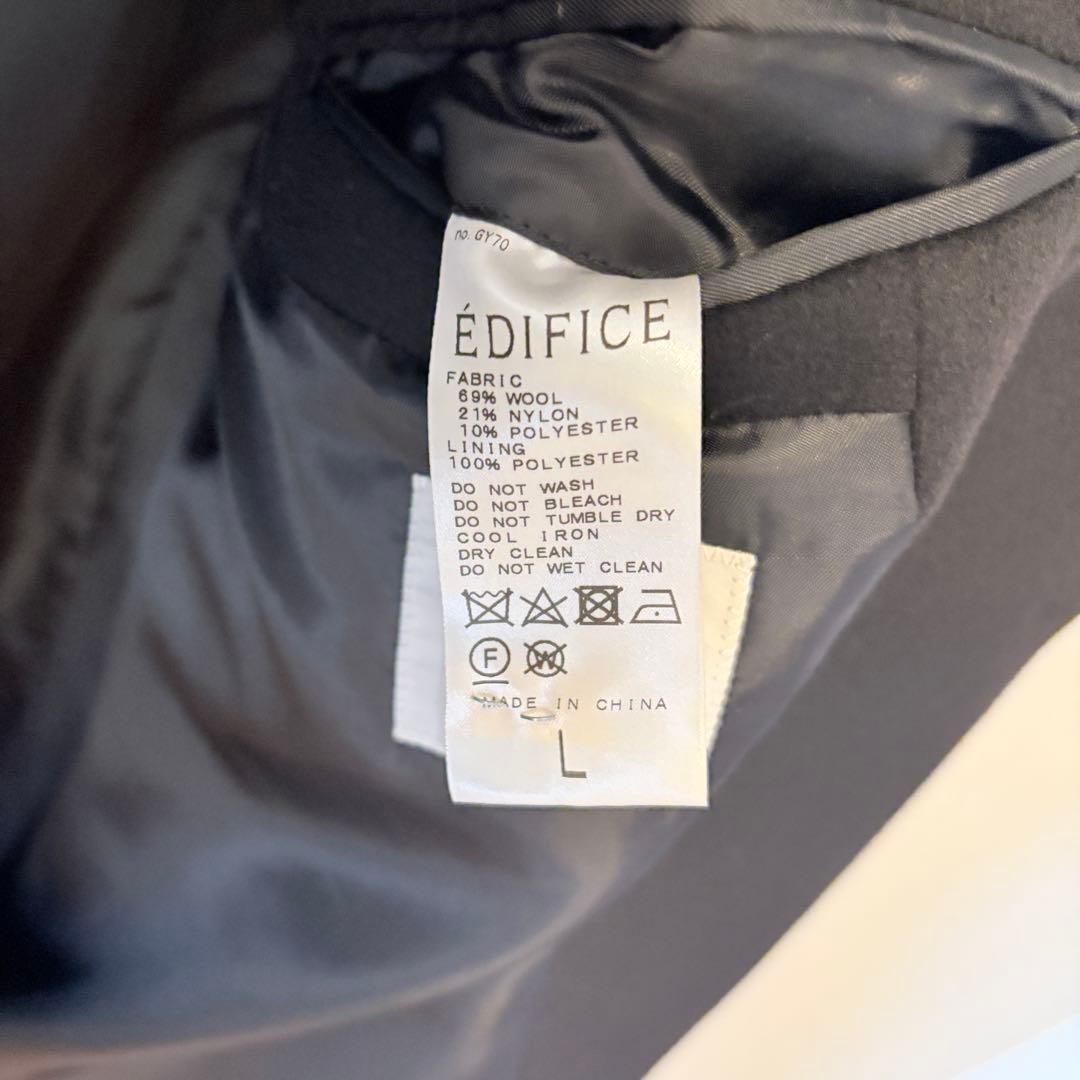 no. GY70
ÉDIFICE
FABRIC
69% WOOL
21% NYLON
10% POLYESTER
LINING
100% POLYESTER
DO NOT WASH
DO NOT BLEACH
DO NOT TUMBLE DRY
COOL IRON
DRY CLEAN
DO NOT WET CLEAN
F W
MADE IN CHINA
L